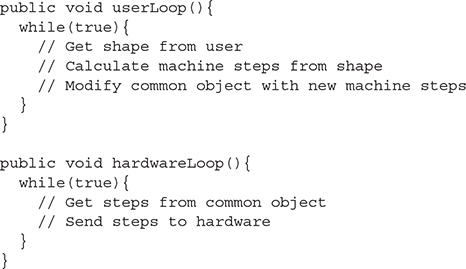 public void userLoop(){
  while(true){
    // Get shape from user
    // Calculate machine steps from shape
    // Modify common object with new machine steps
  }
}

public void hardwareLoop(){
  while(true){
    // Get steps from common object
    // Send steps to hardware
  }
}